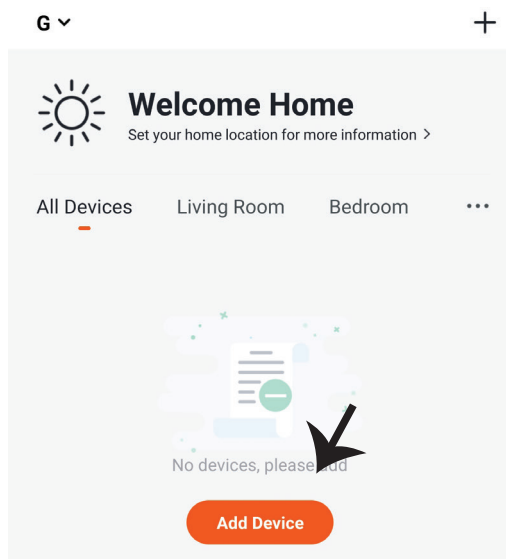 G
Welcome Home
Set your home location for more information >
All Devices Living Room Bedroom ...
No devices, please add
Add Device